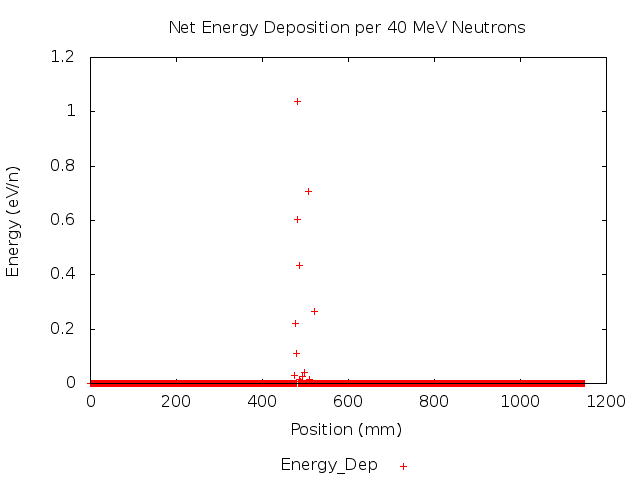 Net Energy Deposition per 40 MeV Neutrons
1.2
1
0.8
0.6
0.4
0.2
0
Energy (eV/n)
0 200 400 600 800 1000 1200
Position (mm)
Energy_Dep